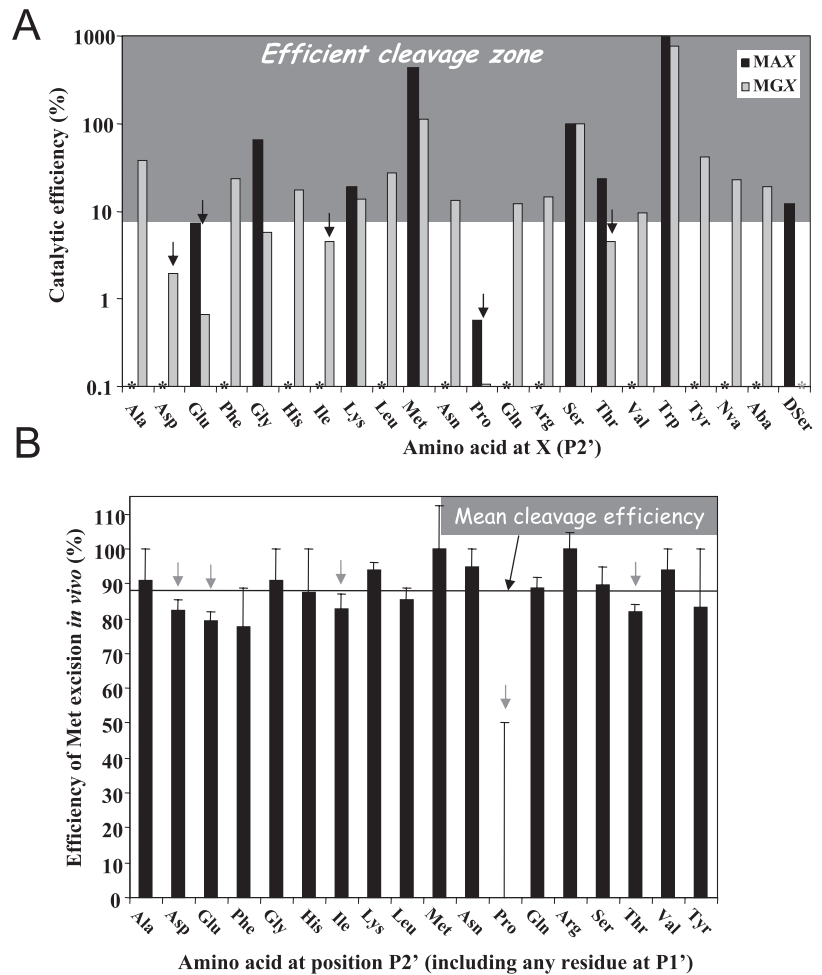 A
Efficient cleavage zone
MAX
MGX
Catalytic efficiency (%)
1000
100
10
1
0.1
* * * * * * * * * * * * * *
Ala Asp Glu Phe Gly His Ile Lys Leu Met Asn Pro Gln Arg Ser Thr Val Trp Tyr Nva Aba DSer
Amino acid at X (P2’)
B
Mean cleavage efficiency
Efficiency of Met excision in vivo (%)
110
100
90
80
70
60
50
40
30
20
10
0
Ala Asp Glu Phe Gly His Ile Lys Leu Met Asn Pro Gln Arg Ser Thr Val Tyr
Amino acid at position P2’ (including any residue at P1’)